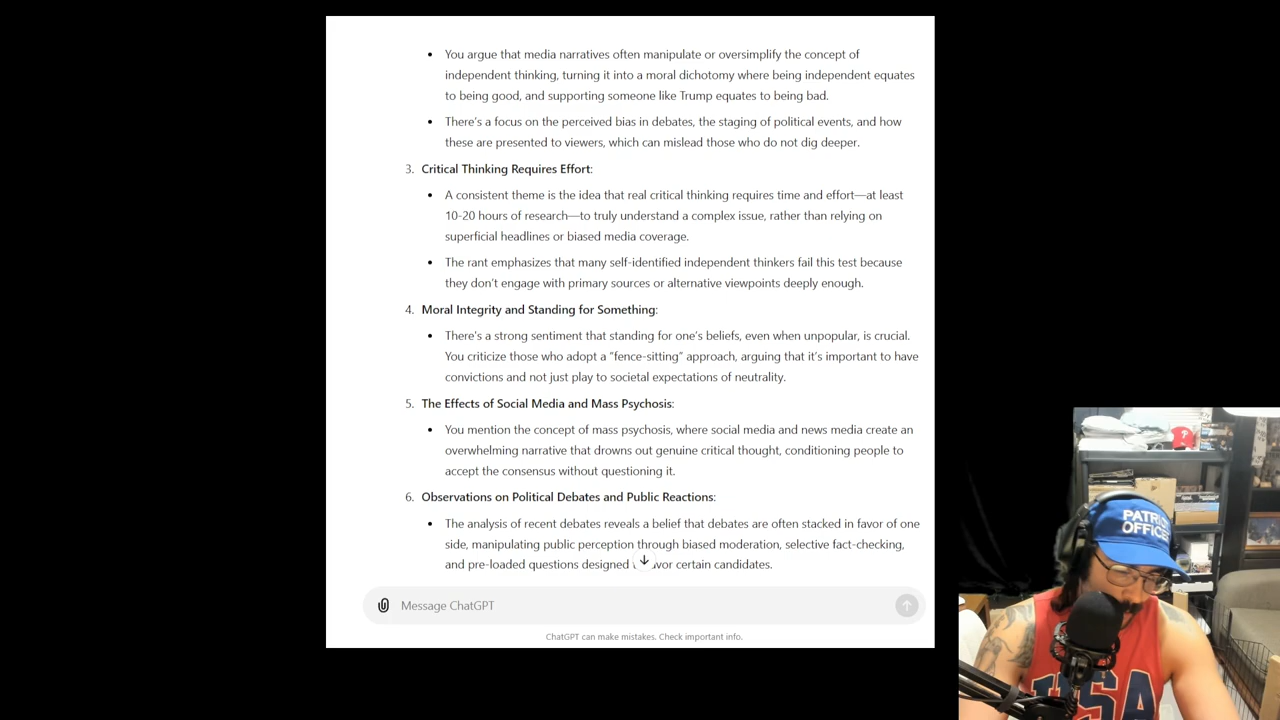 • You argue that media narratives often manipulate or oversimplify the concept of
independent thinking, turning it into a moral dichotomy where being independent equates
to being good, and supporting someone like Trump equates to being bad.
• There's a focus on the perceived bias in debates, the staging of political events, and how
these are presented to viewers, which can mislead those who do not dig deeper.
3. Critical Thinking Requires Effort:
• A consistent theme is the idea that real critical thinking requires time and effort—at least
10-20 hours of research—to truly understand a complex issue, rather than relying on
superficial headlines or biased media coverage.
• The rant emphasizes that many self-identified independent thinkers fail this test because
they don't engage with primary sources or alternative viewpoints deeply enough.
4. Moral Integrity and Standing for Something:
• There's a strong sentiment that standing for one's beliefs, even when unpopular, is crucial.
You criticize those who adopt a "fence-sitting" approach, arguing that it's important to have
convictions and not just play to societal expectations of neutrality.
5. The Effects of Social Media and Mass Psychosis:
• You mention the concept of mass psychosis, where social media and news media create an
overwhelming narrative that drowns out genuine critical thought, conditioning people to
accept the consensus without questioning it.
6. Observations on Political Debates and Public Reactions:
• The analysis of recent debates reveals a belief that debates are often stacked in favor of one
side, manipulating public perception through biased moderation, selective fact-checking,
and pre-loaded questions designed certain candidates.
Message ChatGPT
ChatGPT can make mistakes. Check important info.
USA